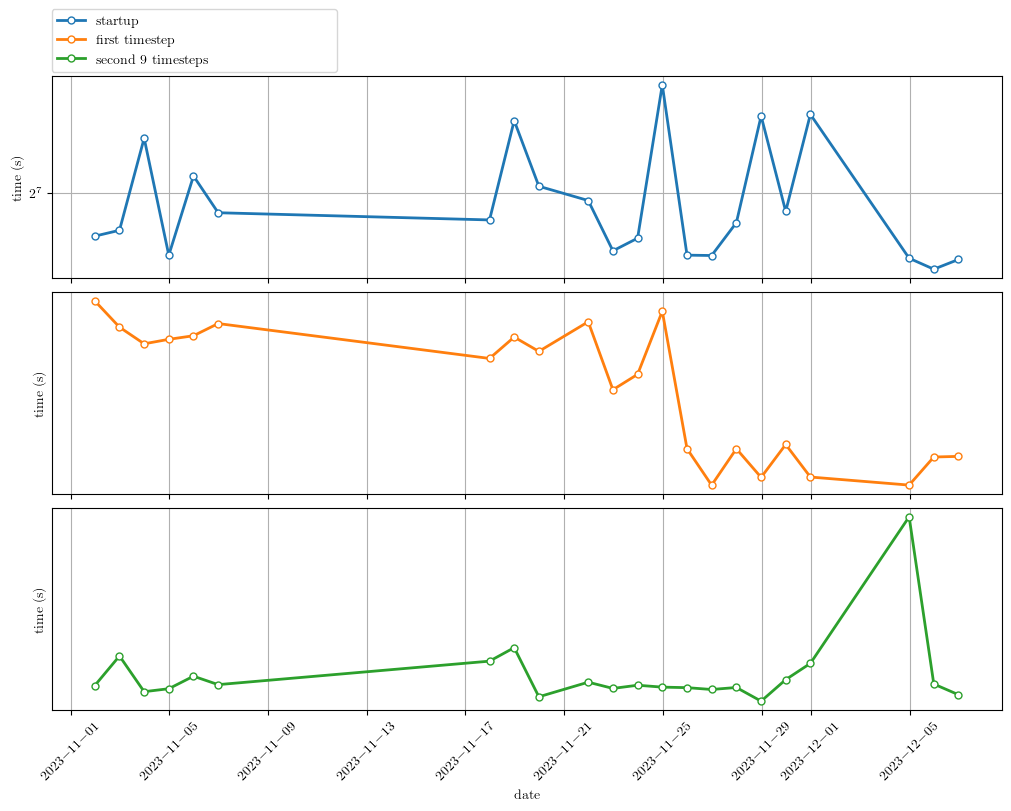 startup
first timestep
second 9 timesteps
time (s)
2^7
time (s)
time (s)
2023−11−01
2023−11−05
2023−11−09
2023−11−13
2023−11−17
2023−11−21
2023−11−25
2023−11−29
2023−12−01
2023−12−05
date